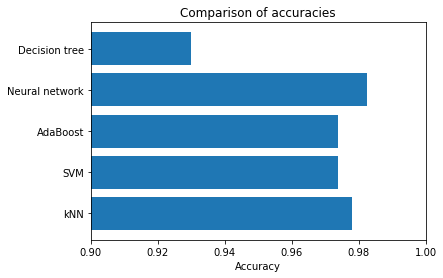 Comparison of accuracies
Decision tree
Neural network
AdaBoost
SVM
kNN
0.90 0.92 0.94 0.96 0.98 1.00
Accuracy